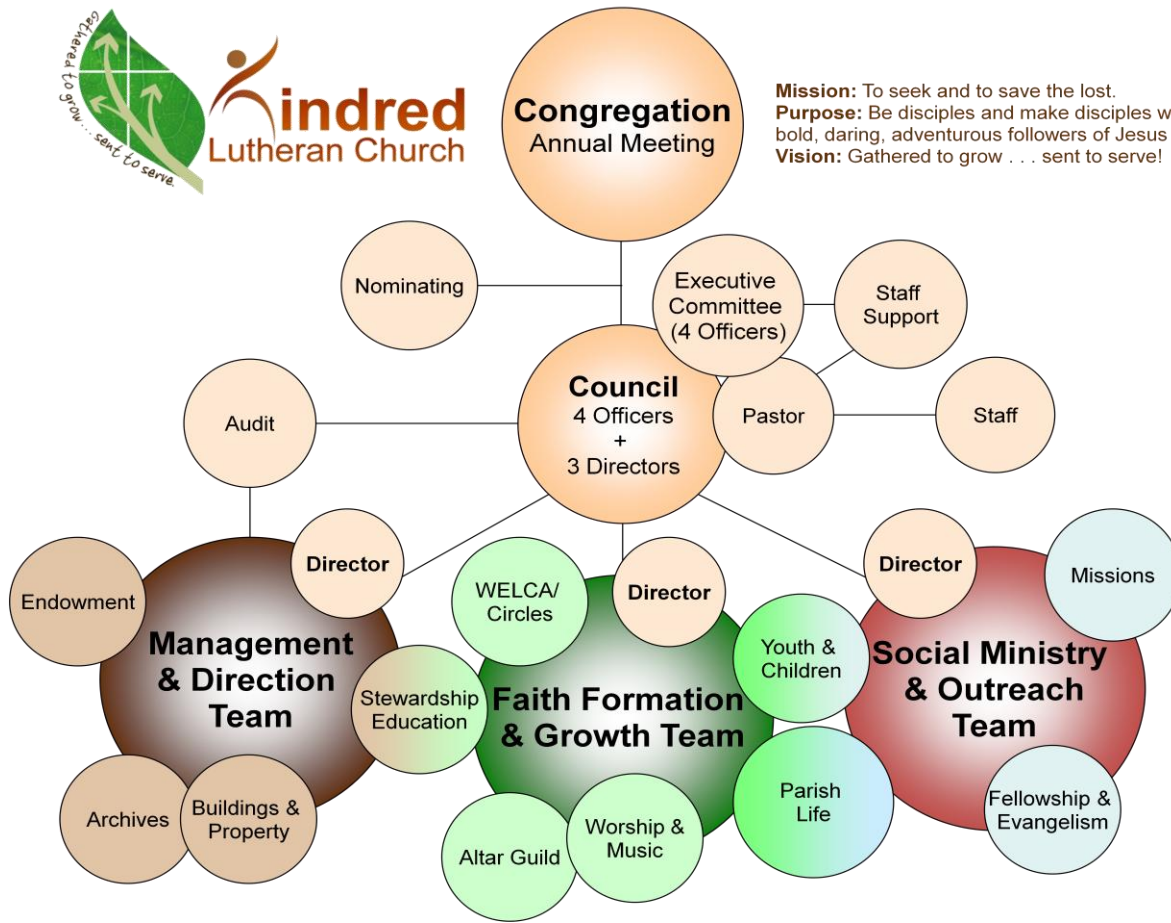 Gathered to grow... sent to serve.
Kindred
Lutheran Church
Congregation
Annual Meeting
Mission: To seek and to save the lost.
Purpose: Be disciples and make disciples w
bold, daring, adventurous followers of Jesus
Vision: Gathered to grow . . . sent to serve!
Nominating
Executive
Committee
(4 Officers)
Staff
Support
Audit
Council
4 Officers
+
3 Directors
Pastor
Staff
Endowment
Director
Management
& Direction
Team
Archives
Buildings &
Property
Stewardship
Education
WELCA/
Circles
Director
Faith Formation
& Growth Team
Altar Guild
Worship &
Music
Youth &
Children
Parish
Life
Director
Missions
Social Ministry
& Outreach
Team
Fellowship &
Evangelism